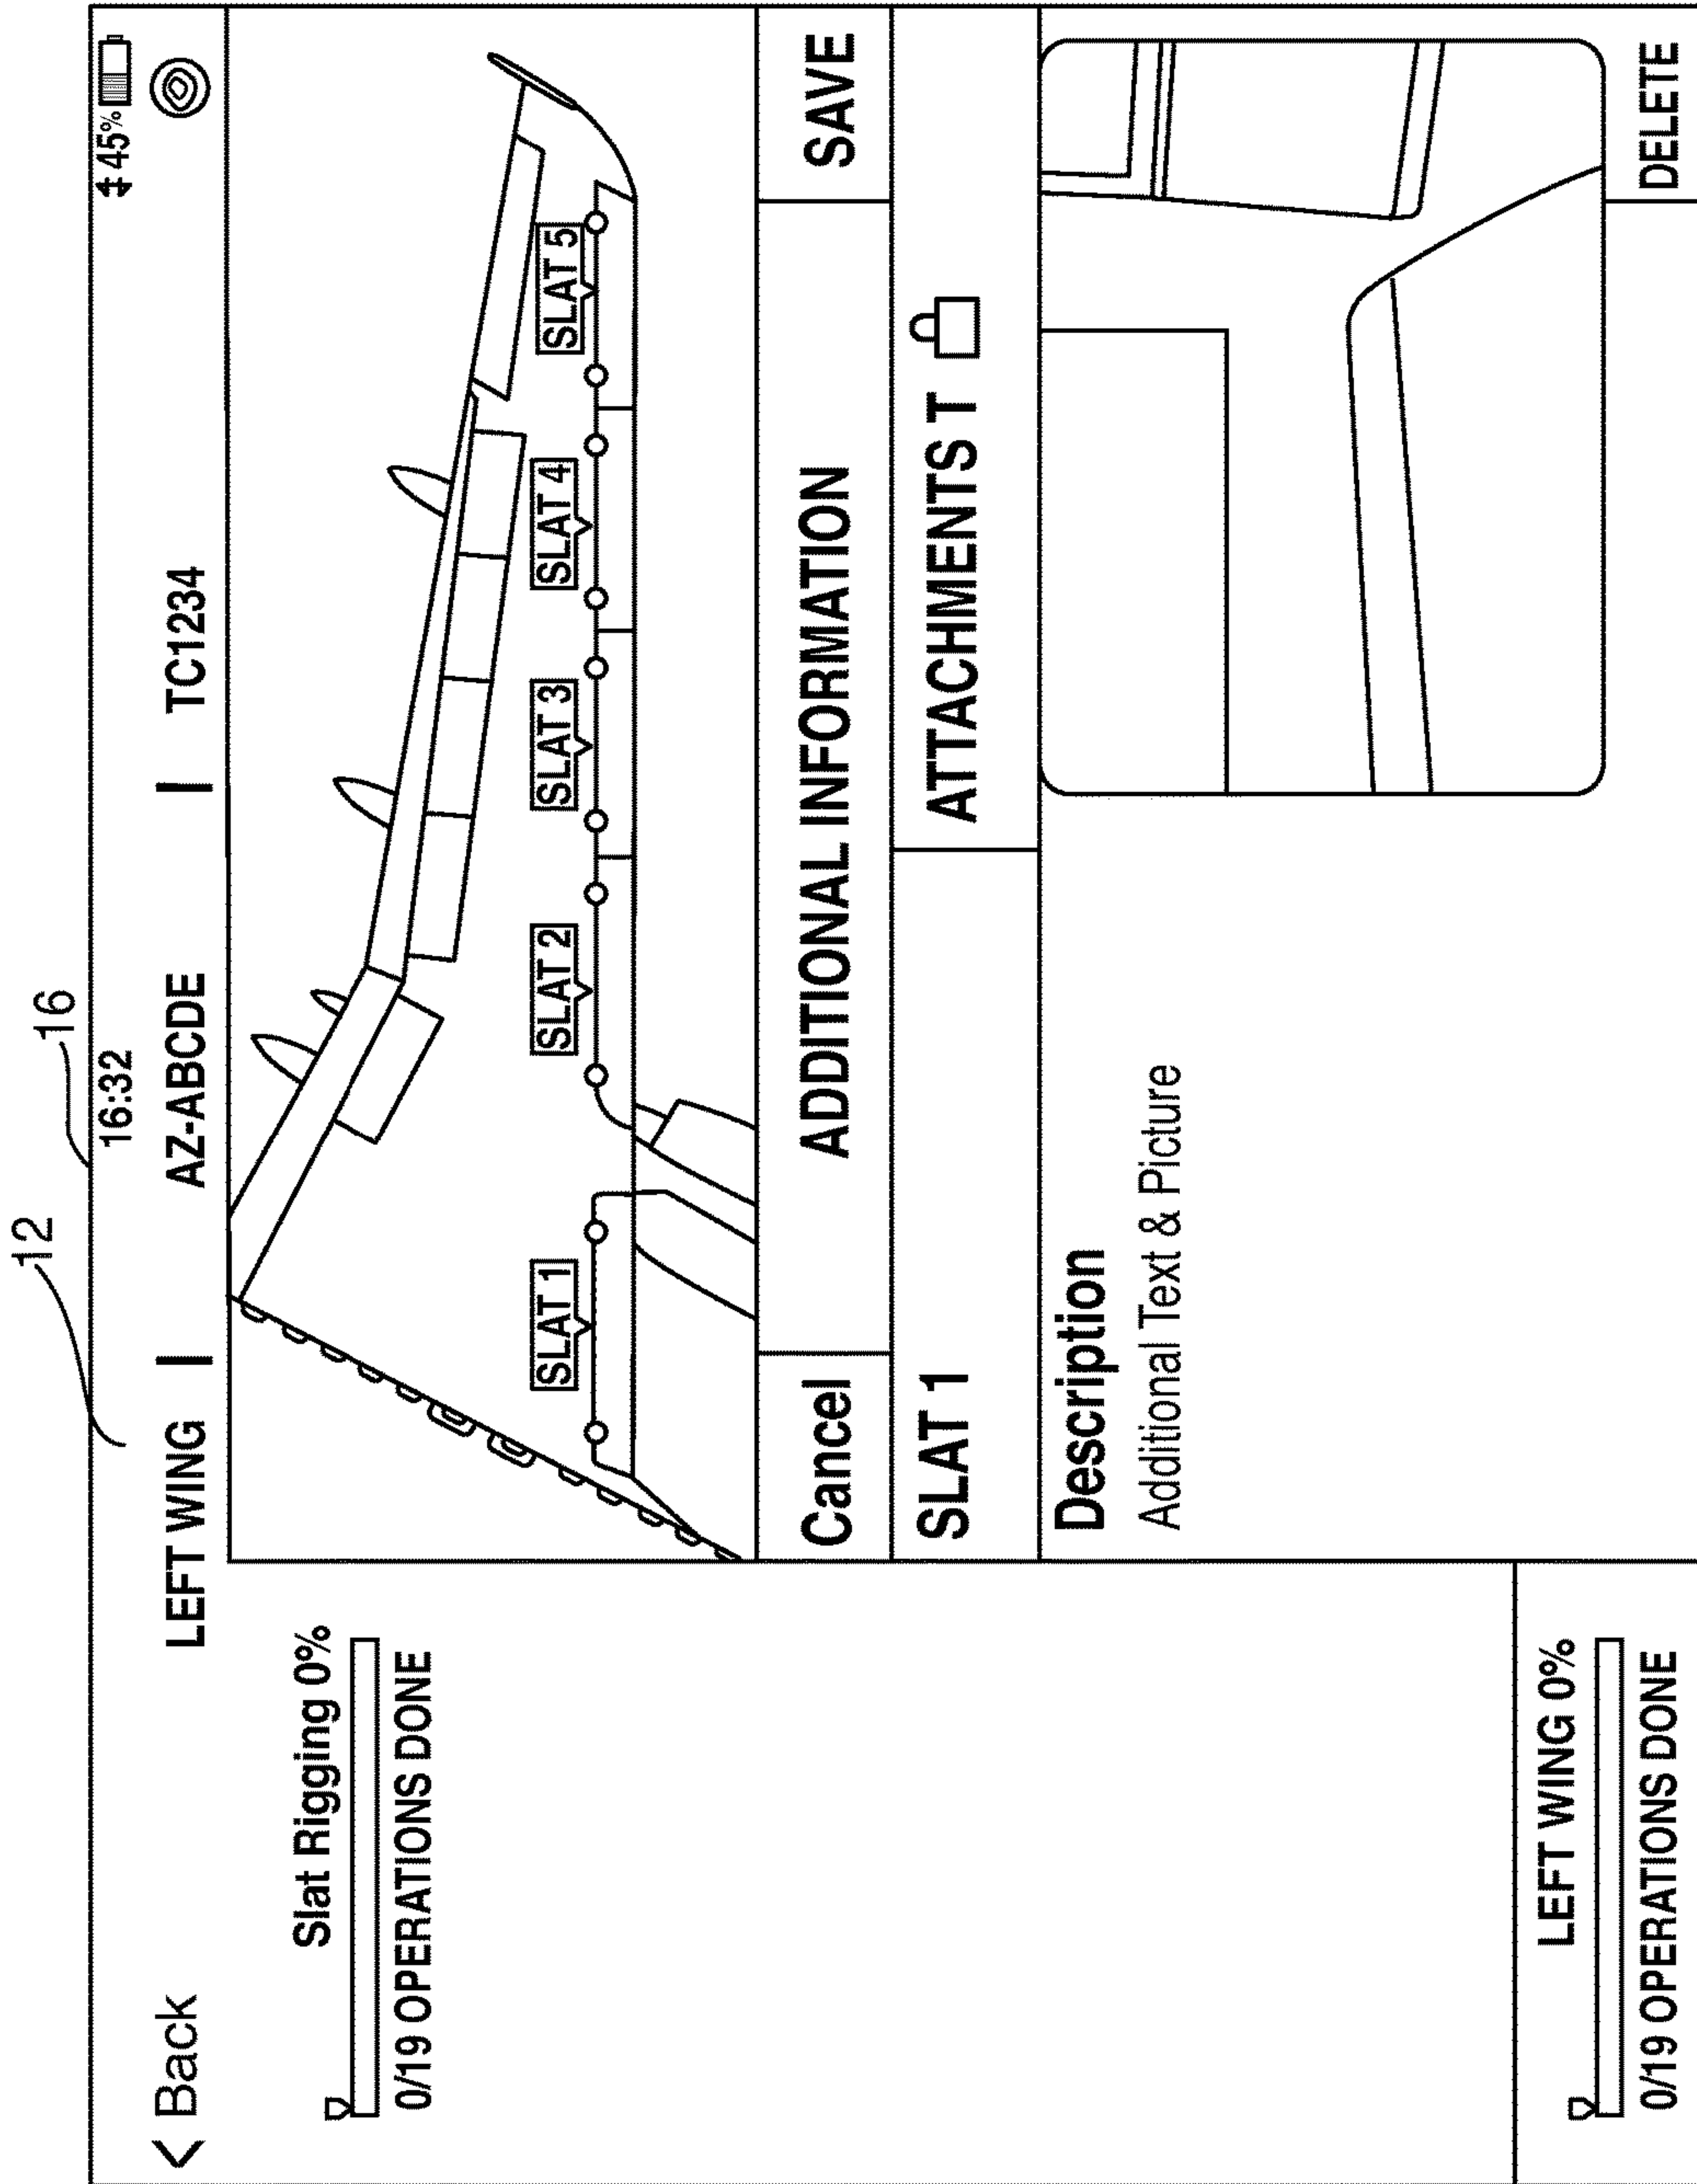 12
16
16:32
45%
< Back
LEFT WING | AZ-ABCDE | TC1234
Slat Rigging 0%
0/19 OPERATIONS DONE
SLAT 1
SLAT 2
SLAT 3
SLAT 4
SLAT 5
Cancel
ADDITIONAL INFORMATION
SAVE
SLAT 1
ATTACHMENTS T
Description
Additional Text & Picture
LEFT WING 0%
0/19 OPERATIONS DONE
DELETE